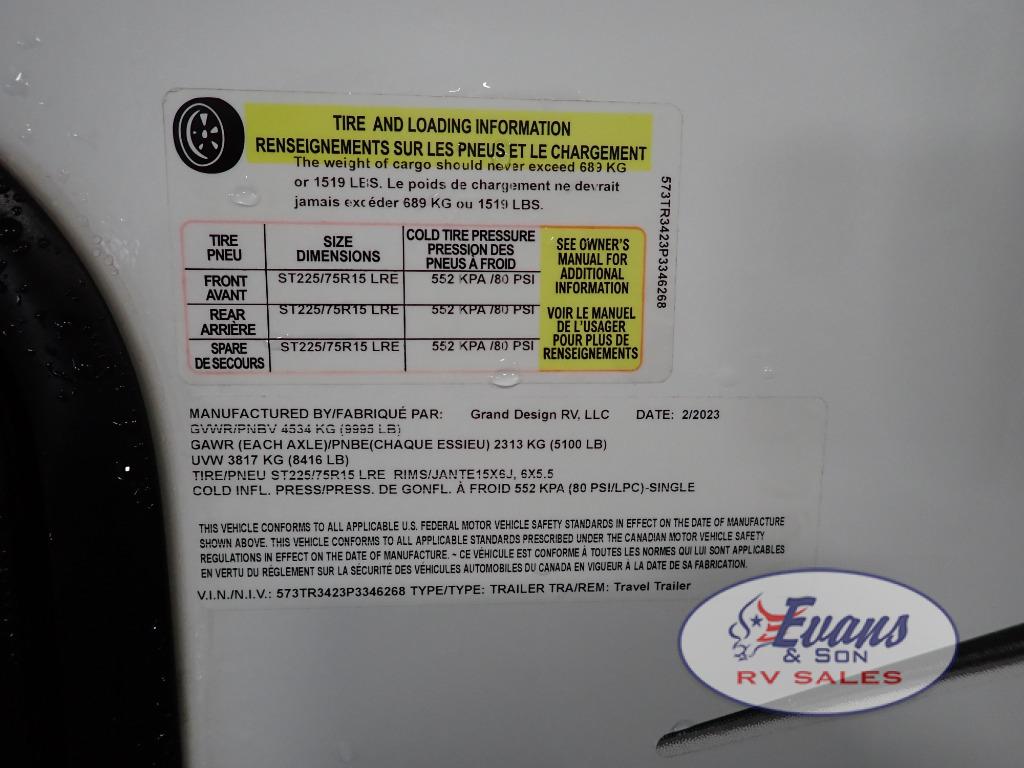 TIRE AND LOADING INFORMATION
RENSEIGNEMENTS SUR LES PNEUS ET LE CHARGEMENT
The weight of cargo should never exceed 689 KG
or 1519 LBS. Le poids de chargement ne devrait
jamais excéder 689 KG ou 1519 LBS.
TIRE
PNEU
SIZE
DIMENSIONS
COLD TIRE PRESSURE
PRESSION DES
PNEUS À FROID
FRONT
AVANT
ST225/75R15 LRE
552 KPA /80 PSI
REAR
ARRIÈRE
ST225/75R15 LRE
552 KPA /80 PSI
SPARE
DE SECOURS
ST225/75R15 LRE
552 KPA /80 PSI
SEE OWNER'S
MANUAL FOR
ADDITIONAL
INFORMATION
VOIR LE MANUEL
DE L'USAGER
POUR PLUS DE
RENSEIGNEMENTS
573TR3423P3346268
MANUFACTURED BY/FABRIQUÉ PAR: Grand Design RV, LLC DATE: 2/2023
GVWR/PNBV 4534 KG (9995 LB)
GAWR (EACH AXLE)/PNBE(CHAQUE ESSIEU) 2313 KG (5100 LB)
UVW 3817 KG (8416 LB)
TIRE/PNEU ST225/75R15 LRE RIMS/JANTE15X6J, 6X5.5
COLD INFL. PRESS/PRESS. DE GONFL. À FROID 552 KPA (80 PSI/LPC)-SINGLE
THIS VEHICLE CONFORMS TO ALL APPLICABLE U.S. FEDERAL MOTOR VEHICLE SAFETY STANDARDS IN EFFECT ON THE DATE OF MANUFACTURE
SHOWN ABOVE. THIS VEHICLE CONFORMS TO ALL APPLICABLE STANDARDS PRESCRIBED UNDER THE CANADIAN MOTOR VEHICLE SAFETY
REGULATIONS IN EFFECT ON THE DATE OF MANUFACTURE. ~ CE VÉHICULE EST CONFORME À TOUTES LES NORMES QUI LUI SONT APPLICABLES
EN VERTU DU RÉGLEMENT SUR LA SÉCURITÉ DES VÉHICULES AUTOMOBILES DU CANADA EN VIGUEUR À LA DATE DE SA FABRICATION.
V.I.N./N.I.V.: 573TR3423P3346268 TYPE/TYPE: TRAILER TRA/REM: Travel Trailer
Evans
& SON
RV SALES